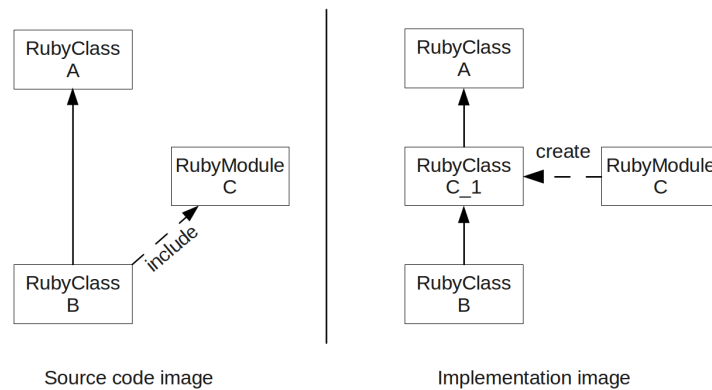 RubyClass
A
RubyModule
C
include
RubyClass
B
Source code image
RubyClass
A
RubyClass
C_1
create
RubyModule
C
RubyClass
B
Implementation image